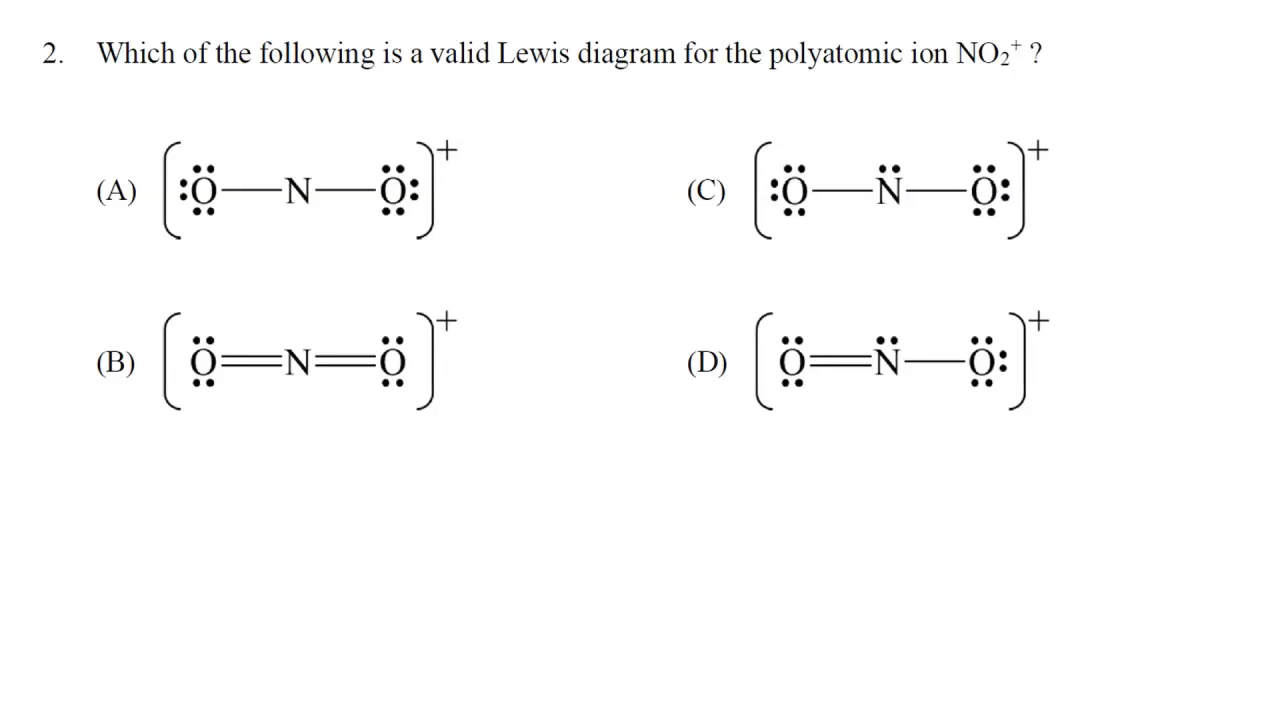 2. Which of the following is a valid Lewis diagram for the polyatomic ion NO₂⁺ ?
(A) [:Ö̤—N—Ö̤:]⁺
(C) [:Ö̤—N̈—Ö̤:]⁺
(B) [Ö̤=N=Ö̤]⁺
(D) [Ö̤=N̈—Ö̤:]⁺